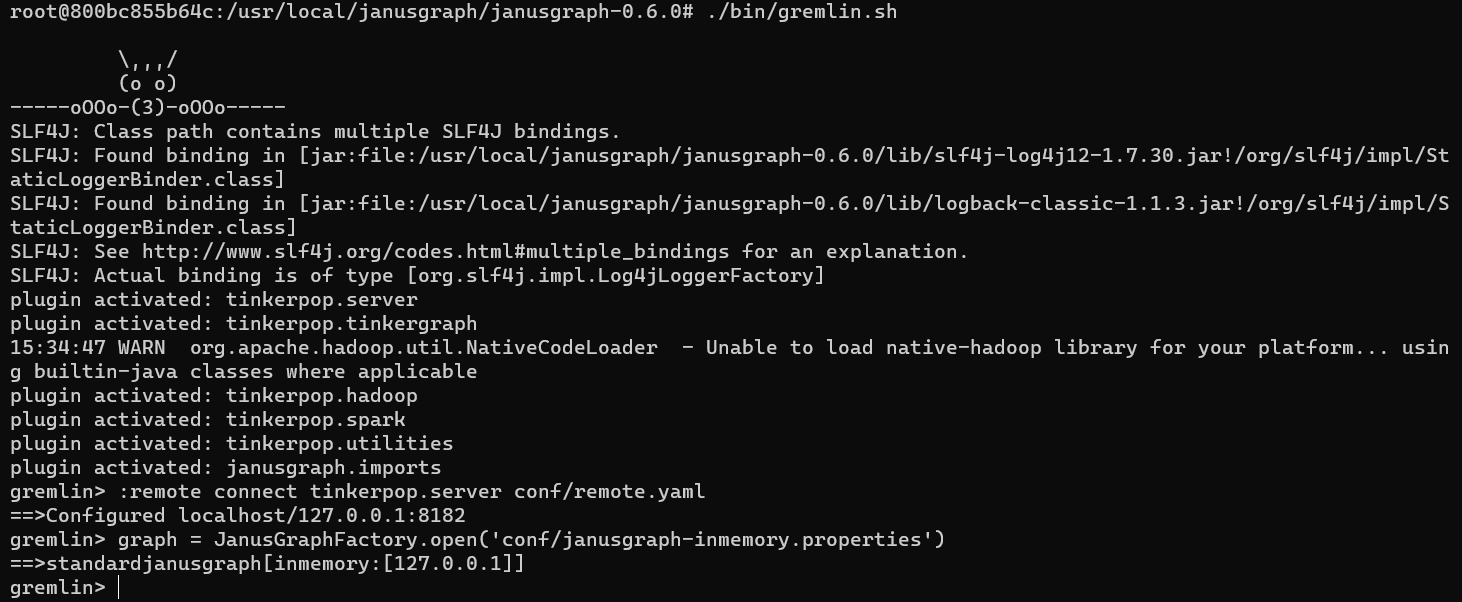 root@800bc855b64c:/usr/local/janusgraph/janusgraph-0.6.0# ./bin/gremlin.sh
         \,,,/
         (o o)
-----oOOo-(3)-oOOo-----
SLF4J: Class path contains multiple SLF4J bindings.
SLF4J: Found binding in [jar:file:/usr/local/janusgraph/janusgraph-0.6.0/lib/slf4j-log4j12-1.7.30.jar!/org/slf4j/impl/St
aticLoggerBinder.class]
SLF4J: Found binding in [jar:file:/usr/local/janusgraph/janusgraph-0.6.0/lib/logback-classic-1.1.3.jar!/org/slf4j/impl/S
taticLoggerBinder.class]
SLF4J: See http://www.slf4j.org/codes.html#multiple_bindings for an explanation.
SLF4J: Actual binding is of type [org.slf4j.impl.Log4jLoggerFactory]
plugin activated: tinkerpop.server
plugin activated: tinkerpop.tinkergraph
15:34:47 WARN  org.apache.hadoop.util.NativeCodeLoader  - Unable to load native-hadoop library for your platform... usin
g builtin-java classes where applicable
plugin activated: tinkerpop.hadoop
plugin activated: tinkerpop.spark
plugin activated: tinkerpop.utilities
plugin activated: janusgraph.imports
gremlin> :remote connect tinkerpop.server conf/remote.yaml
==>Configured localhost/127.0.0.1:8182
gremlin> graph = JanusGraphFactory.open('conf/janusgraph-inmemory.properties')
==>standardjanusgraph[inmemory:[127.0.0.1]]
gremlin>